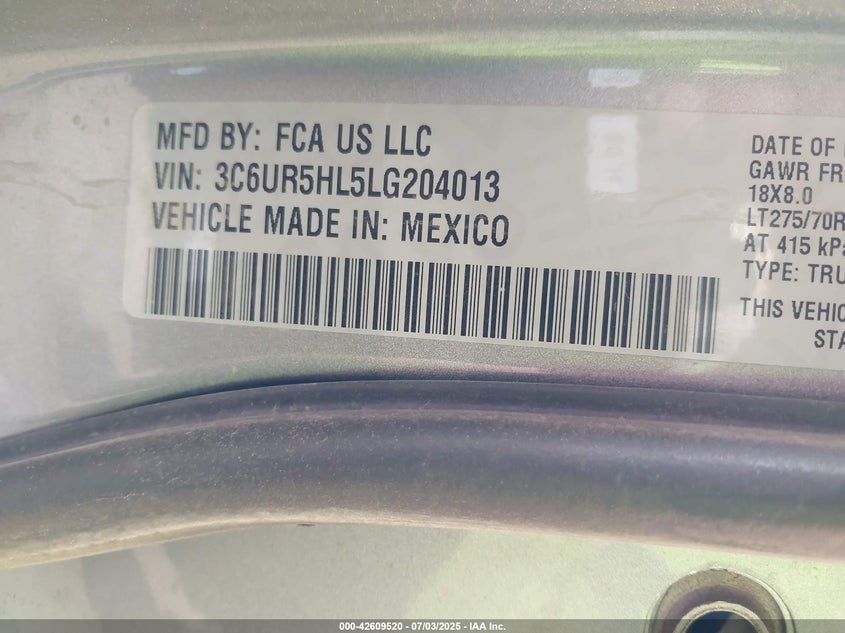 MFD BY: FCA US LLC
VIN: 3C6UR5HL5LG204013
VEHICLE MADE IN: MEXICO
DATE OF
GAWR FR
18X8.0
LT275/70R
AT 415 kPa
TYPE: TRU
THIS VEHIC
STA
000-42609520 - 07/03/2025 - IAA Inc.